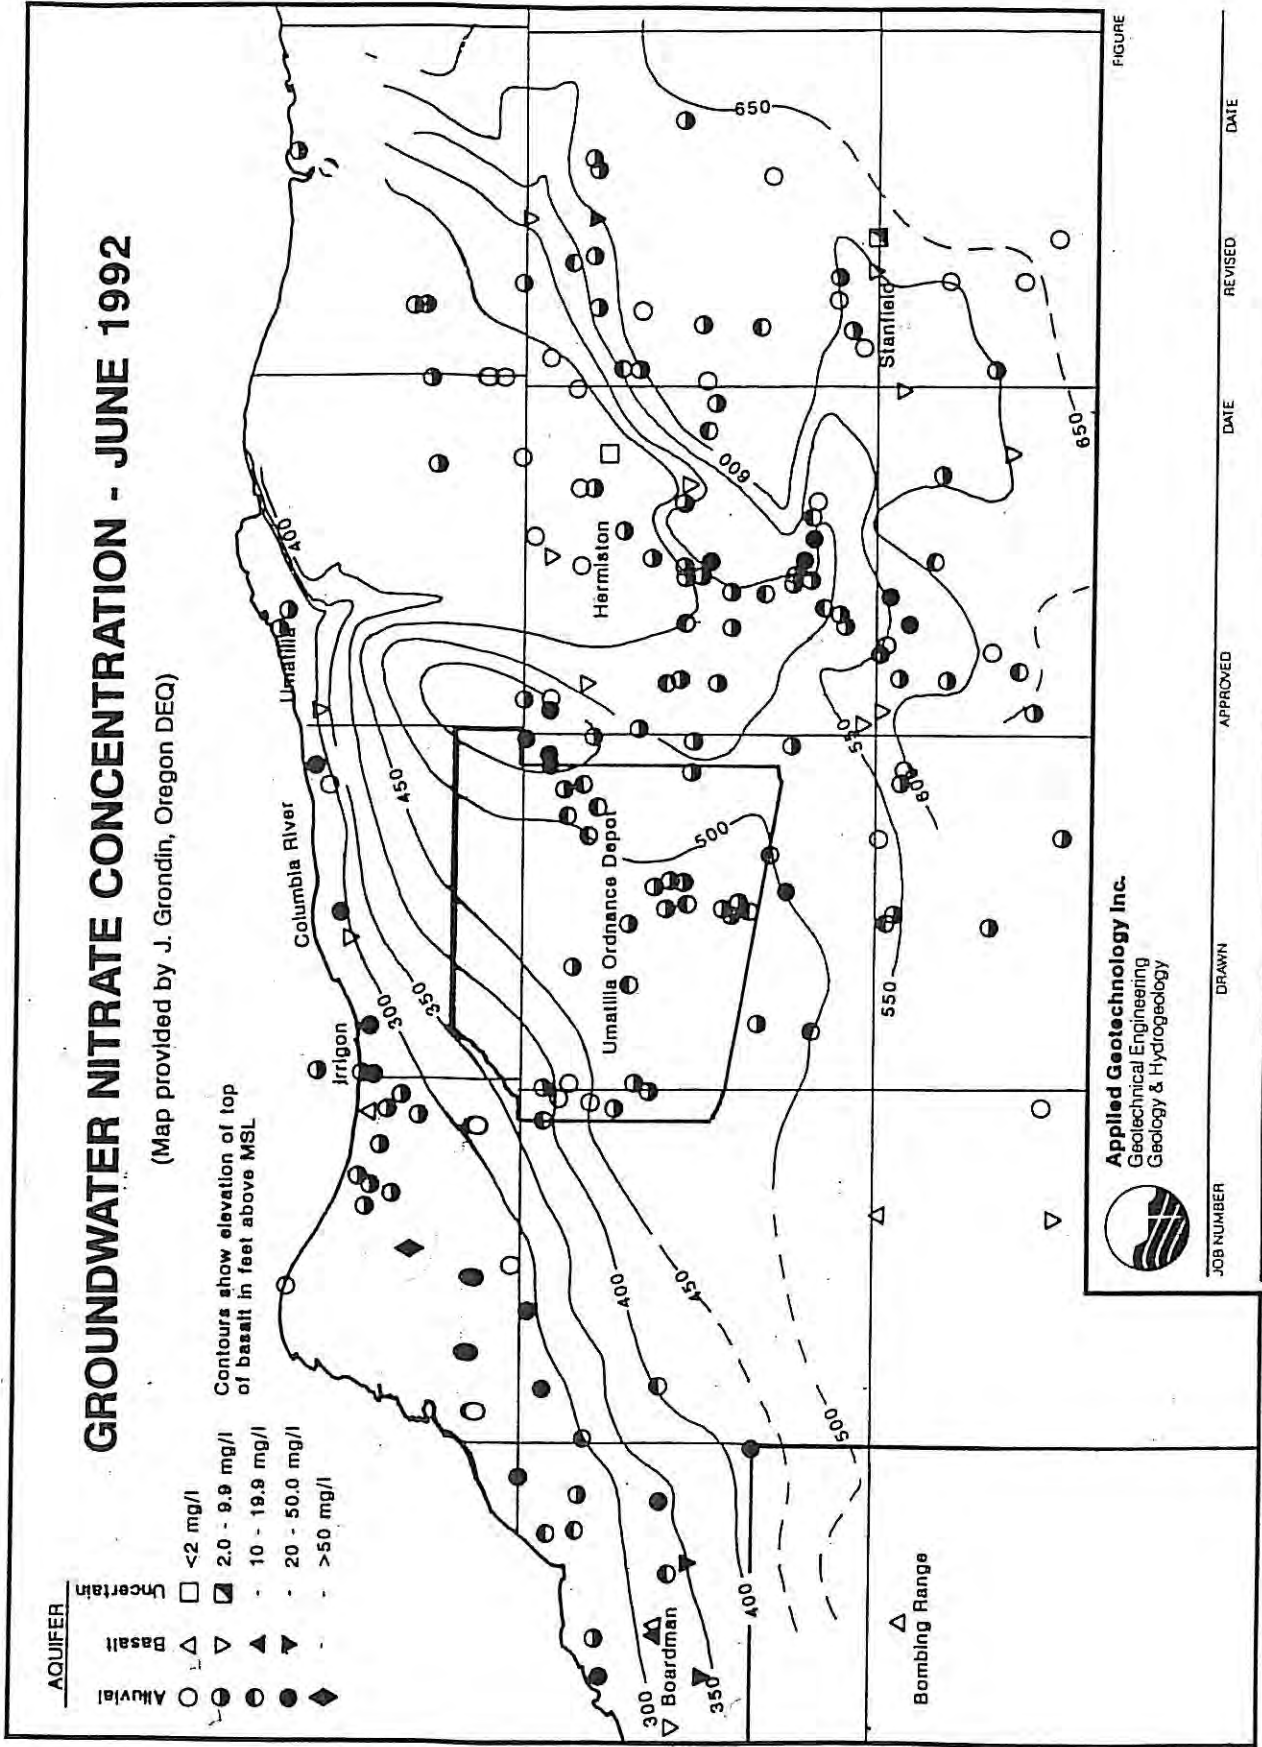 GROUNDWATER NITRATE CONCENTRATION - JUNE 1992
(Map provided by J. Grondin, Oregon DEQ)
AQUIFER
Alluvial
Basalt
Uncertain
<2 mg/l
2.0 - 9.9 mg/l
- 10 - 19.9 mg/l
- 20 - 50.0 mg/l
- - >50 mg/l
Contours show elevation of top
of basalt in feet above MSL
Columbia River
Irrigon
Umatilla
Hermiston
Stanfield
Umatilla Ordnance Depot
Boardman
Bombing Range
300
350
400
450
500
550
300
350
400
400
450
500
550
600
600
650
650
Applied Geotechnology Inc.
Geotechnical Engineering
Geology & Hydrogeology
FIGURE
JOB NUMBER
DRAWN
APPROVED
DATE
REVISED
DATE